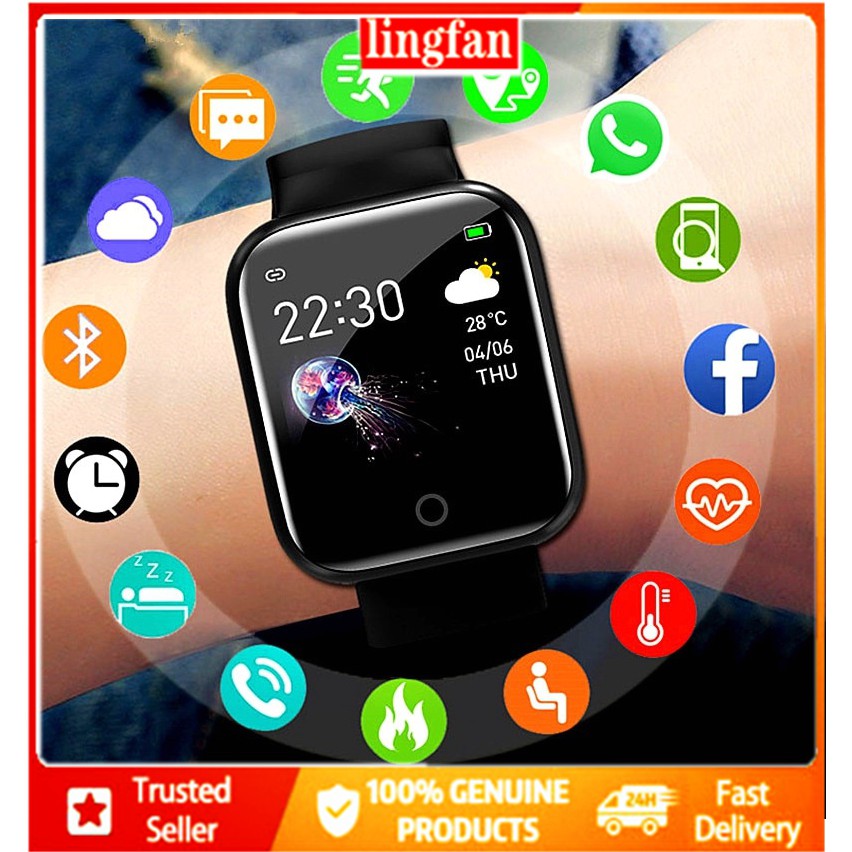 lingfan
22:30
28°C
04/06
THU
z Z z
Trusted
Seller
100% GENUINE
PRODUCTS
24H
Fast
Delivery